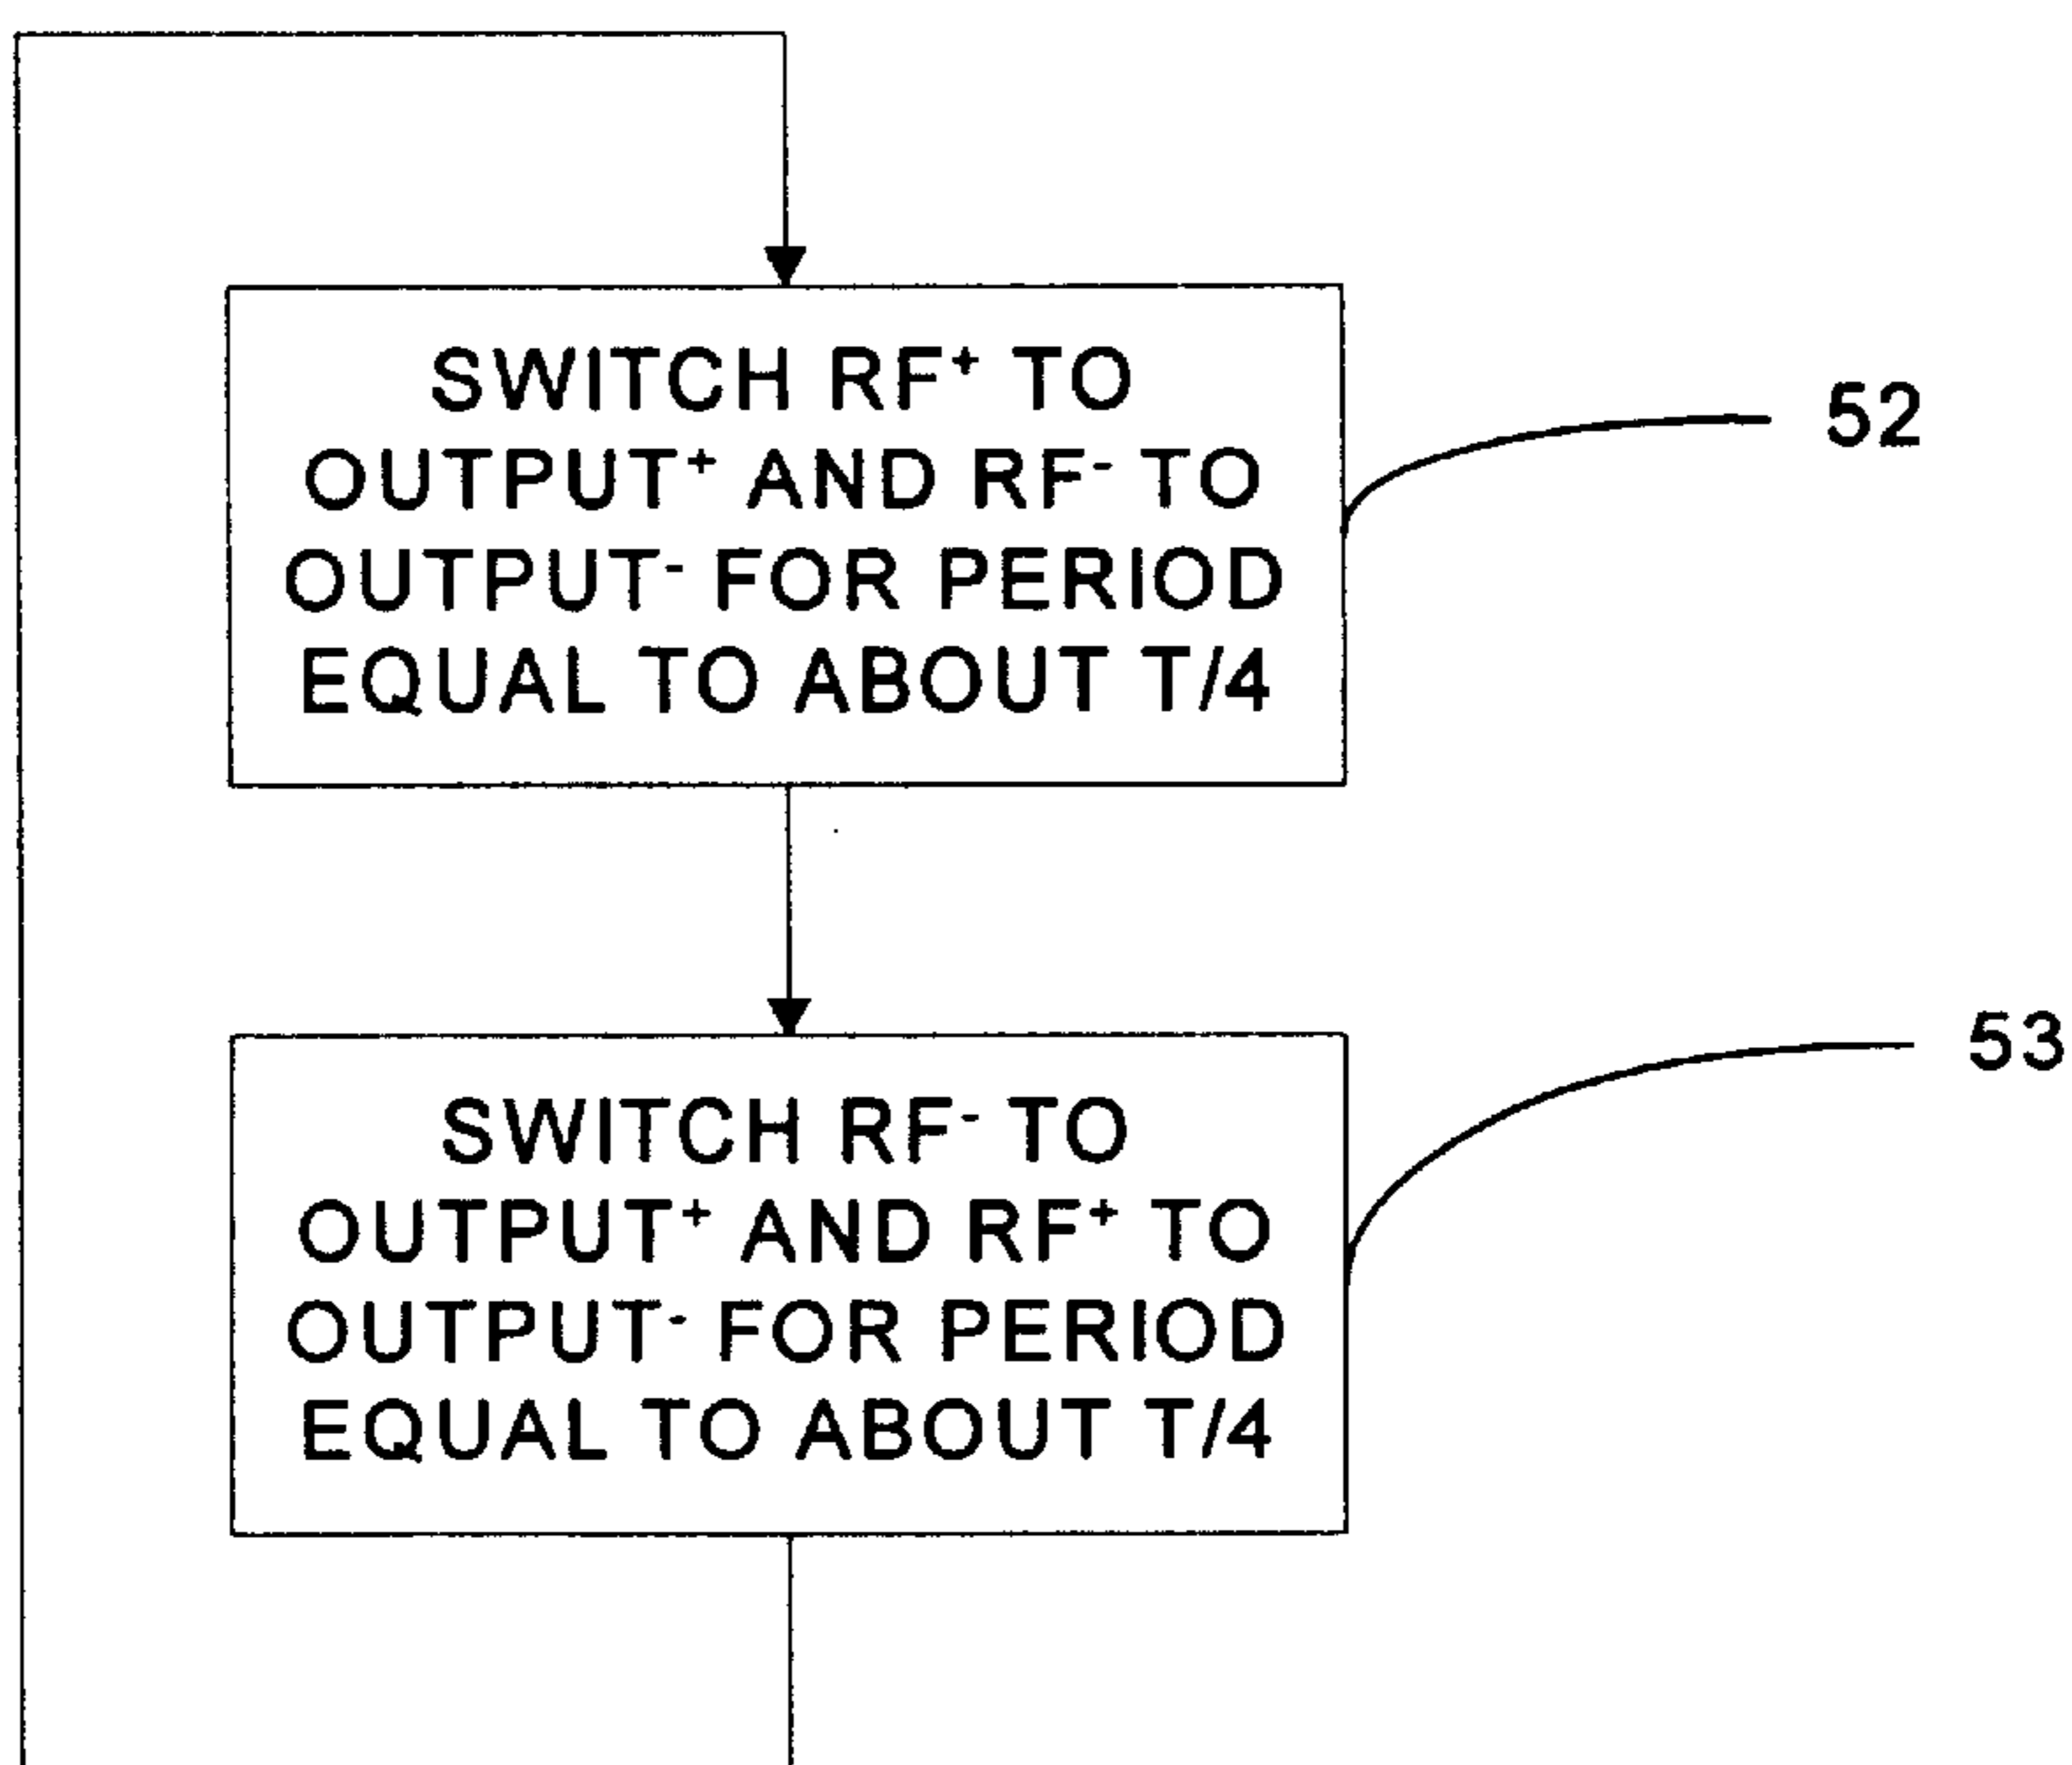 SWITCH RF⁺ TO
OUTPUT⁺ AND RF⁻ TO
OUTPUT⁻ FOR PERIOD
EQUAL TO ABOUT T/4
52
SWITCH RF⁻ TO
OUTPUT⁺ AND RF⁺ TO
OUTPUT⁻ FOR PERIOD
EQUAL TO ABOUT T/4
53